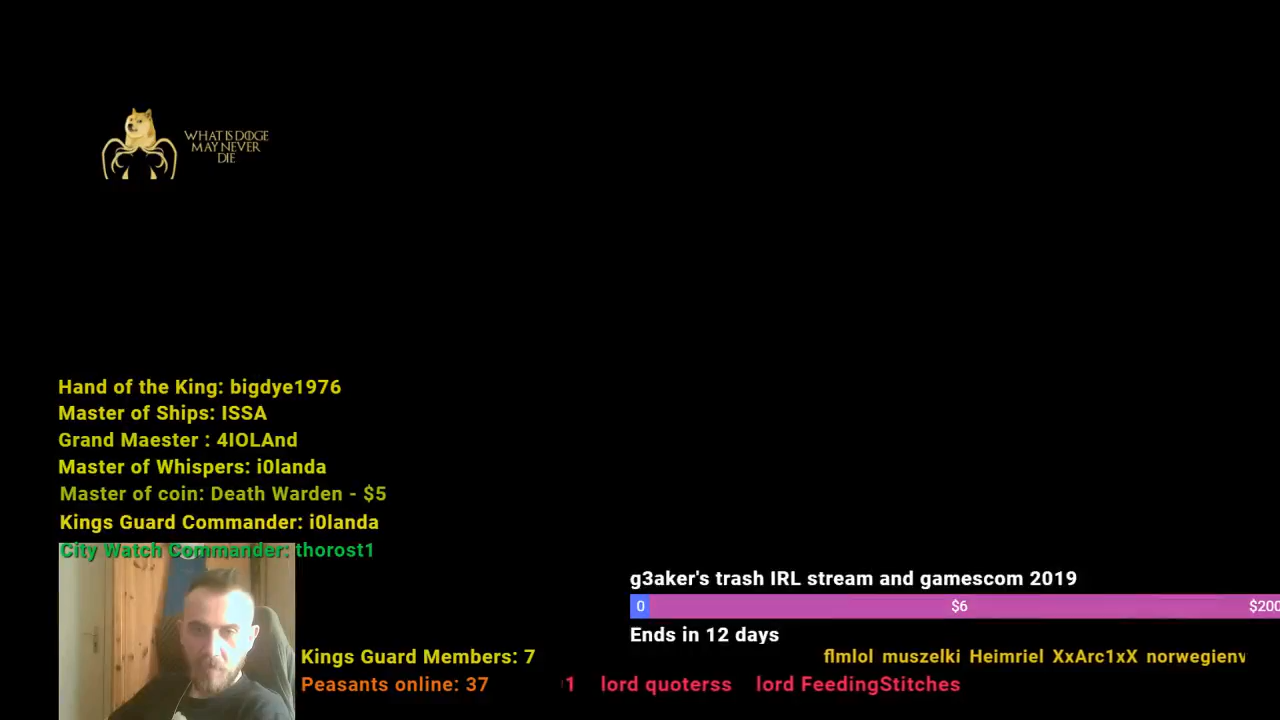 WHAT IS DOGE
MAY NEVER
DIE
Hand of the King: bigdye1976
Master of Ships: ISSA
Grand Maester : 4IOLAnd
Master of Whispers: i0landa
Master of coin: Death Warden - $5
Kings Guard Commander: i0landa
City Watch Commander: thorost1
g3aker's trash IRL stream and gamescom 2019
0 $6 $200
Ends in 12 days
Kings Guard Members: 7
flmlol muszelki Heimriel XxArc1xX norwegienv
Peasants online: 37
1 lord quoterss lord FeedingStitches